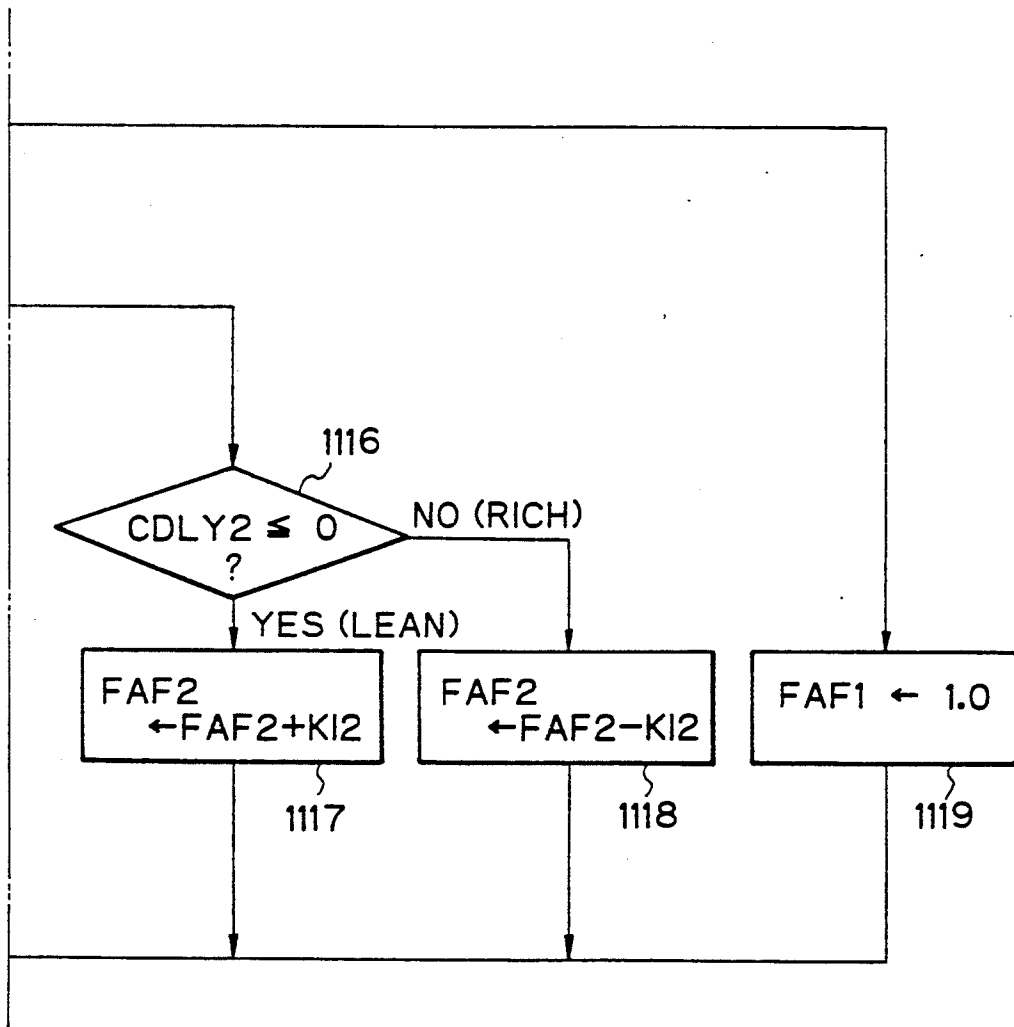 1116
CDLY2 ≦ 0
?
NO (RICH)
YES (LEAN)
FAF2
←FAF2+KI2
1117
FAF2
←FAF2−KI2
1118
FAF1 ← 1.0
1119